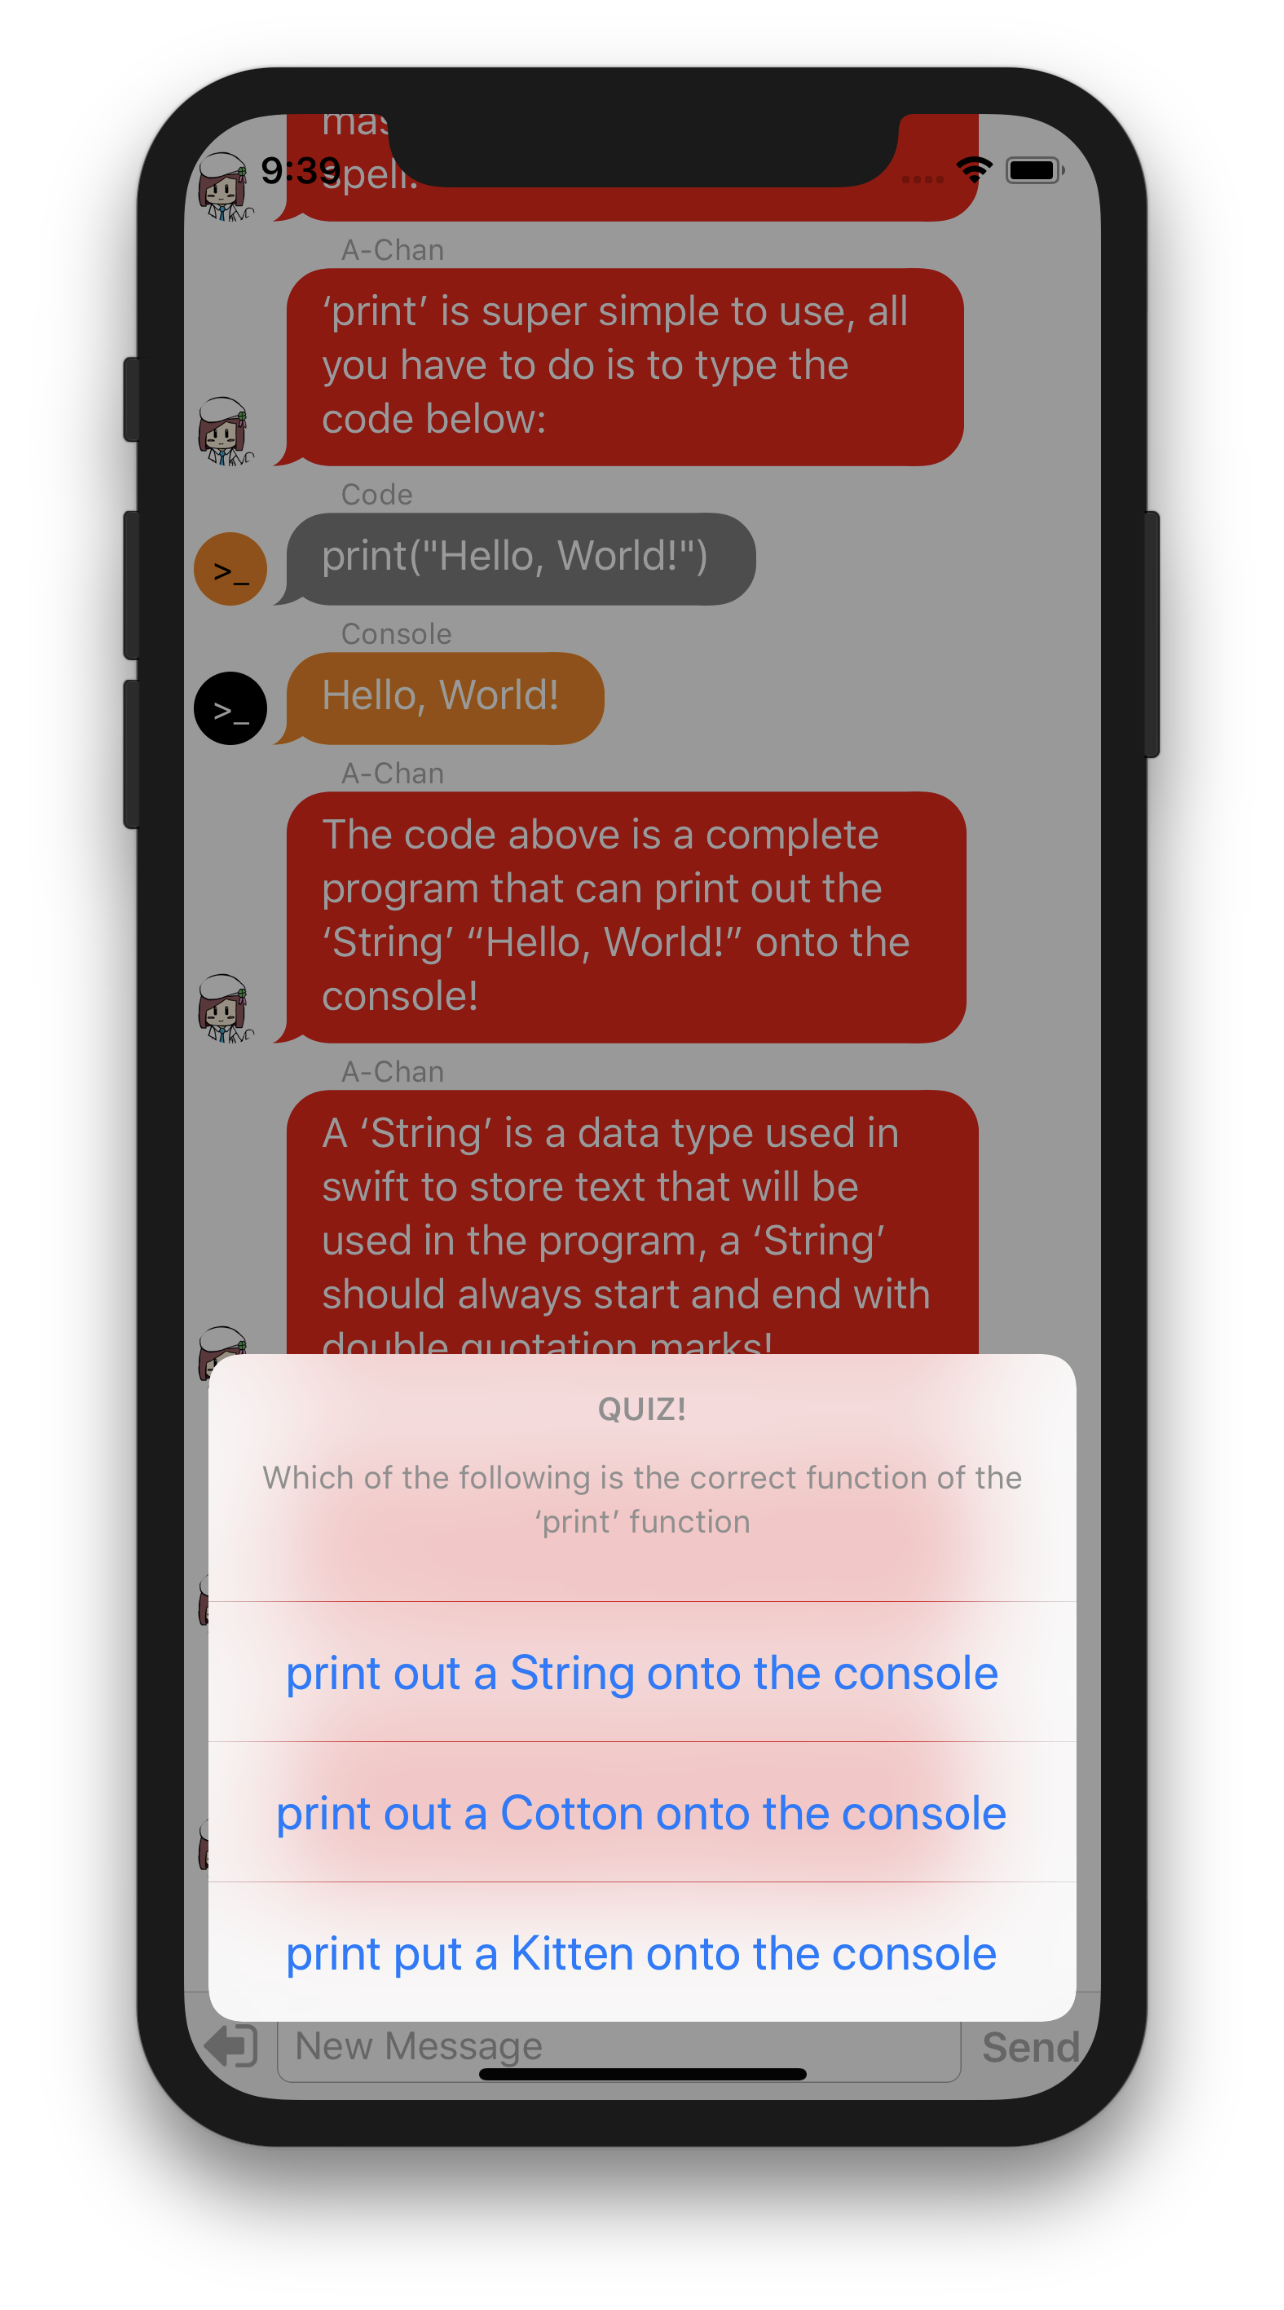 mas
9:39
spell.
A-Chan
‘print’ is super simple to use, all
you have to do is to type the
code below:
Code
>_
print("Hello, World!")
Console
>_
Hello, World!
A-Chan
The code above is a complete
program that can print out the
‘String’ “Hello, World!” onto the
console!
A-Chan
A ‘String’ is a data type used in
swift to store text that will be
used in the program, a ‘String’
should always start and end with
double quotation marks!
QUIZ!
Which of the following is the correct function of the
‘print’ function
print out a String onto the console
print out a Cotton onto the console
print put a Kitten onto the console
New Message
Send